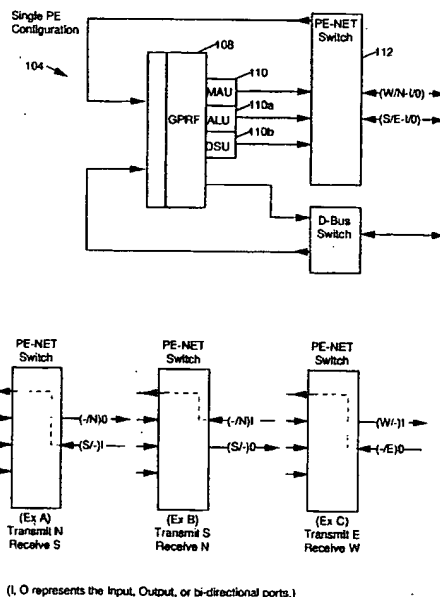 Single PE
Configuration
104
108
PE-NET
Switch
112
110
MAU
110a
GPRF
ALU
110b
DSU
(W/N-I/0)
(S/E-I/0)
D-Bus
Switch
PE-NET
Switch
PE-NET
Switch
PE-NET
Switch
(-/N)0
(S/-)I
(-/N)I
(S/-)0
(W/-)I
(-/E)0
(Ex A)
Transmit N
Receive S
(Ex B)
Transmit S
Receive N
(Ex C)
Transmit E
Receive W
(I, O represents the Input, Output, or bi-directional ports.)